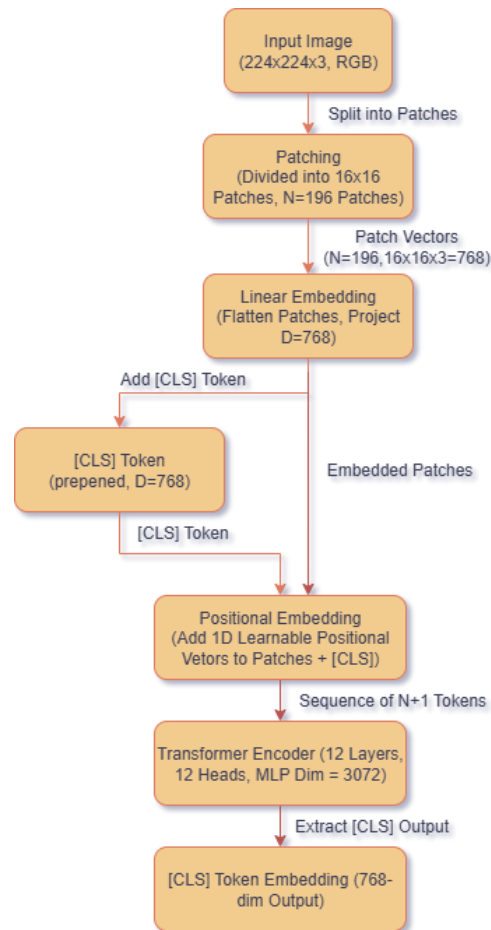 Input Image
(224x224x3, RGB)
Split into Patches
Patching
(Divided into 16x16
Patches, N=196 Patches)
Patch Vectors
(N=196,16x16x3=768)
Linear Embedding
(Flatten Patches, Project
D=768)
Add [CLS] Token
[CLS] Token
(prepened, D=768)
Embedded Patches
[CLS] Token
Positional Embedding
(Add 1D Learnable Positional
Vetors to Patches + [CLS])
Sequence of N+1 Tokens
Transformer Encoder (12 Layers,
12 Heads, MLP Dim = 3072)
Extract [CLS] Output
[CLS] Token Embedding (768-
dim Output)